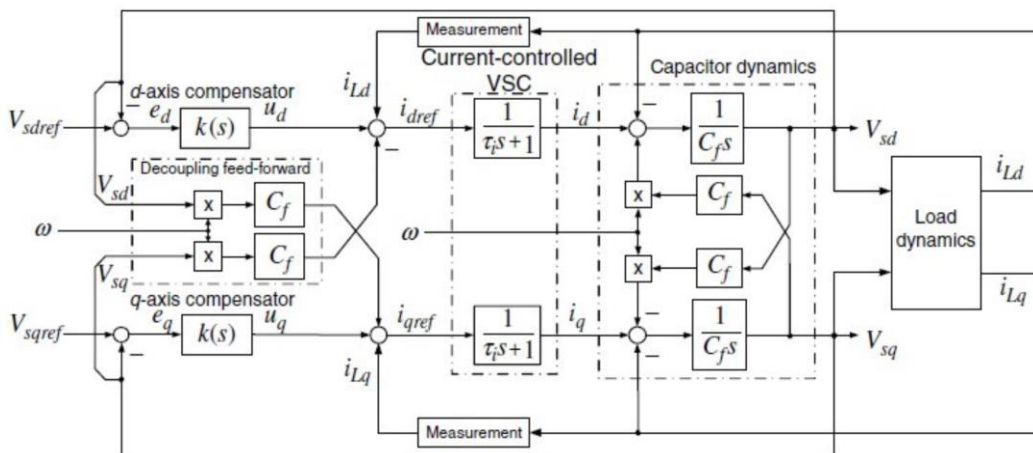 Measurement
Current-controlled
VSC
Capacitor dynamics
d-axis compensator
i_Ld
V_sdref
−
e_d
k(s)
u_d
−
i_dref
1
τ_i s+1
i_d
−
1
C_f s
V_sd
Decoupling feed-forward
V_sd
x
C_f
x
C_f
i_Ld
ω
ω
Load
dynamics
x
C_f
x
C_f
V_sq
i_Lq
q-axis compensator
V_sqref
−
e_q
k(s)
u_q
i_qref
1
τ_i s+1
i_q
−
−
1
C_f s
V_sq
i_Lq
Measurement